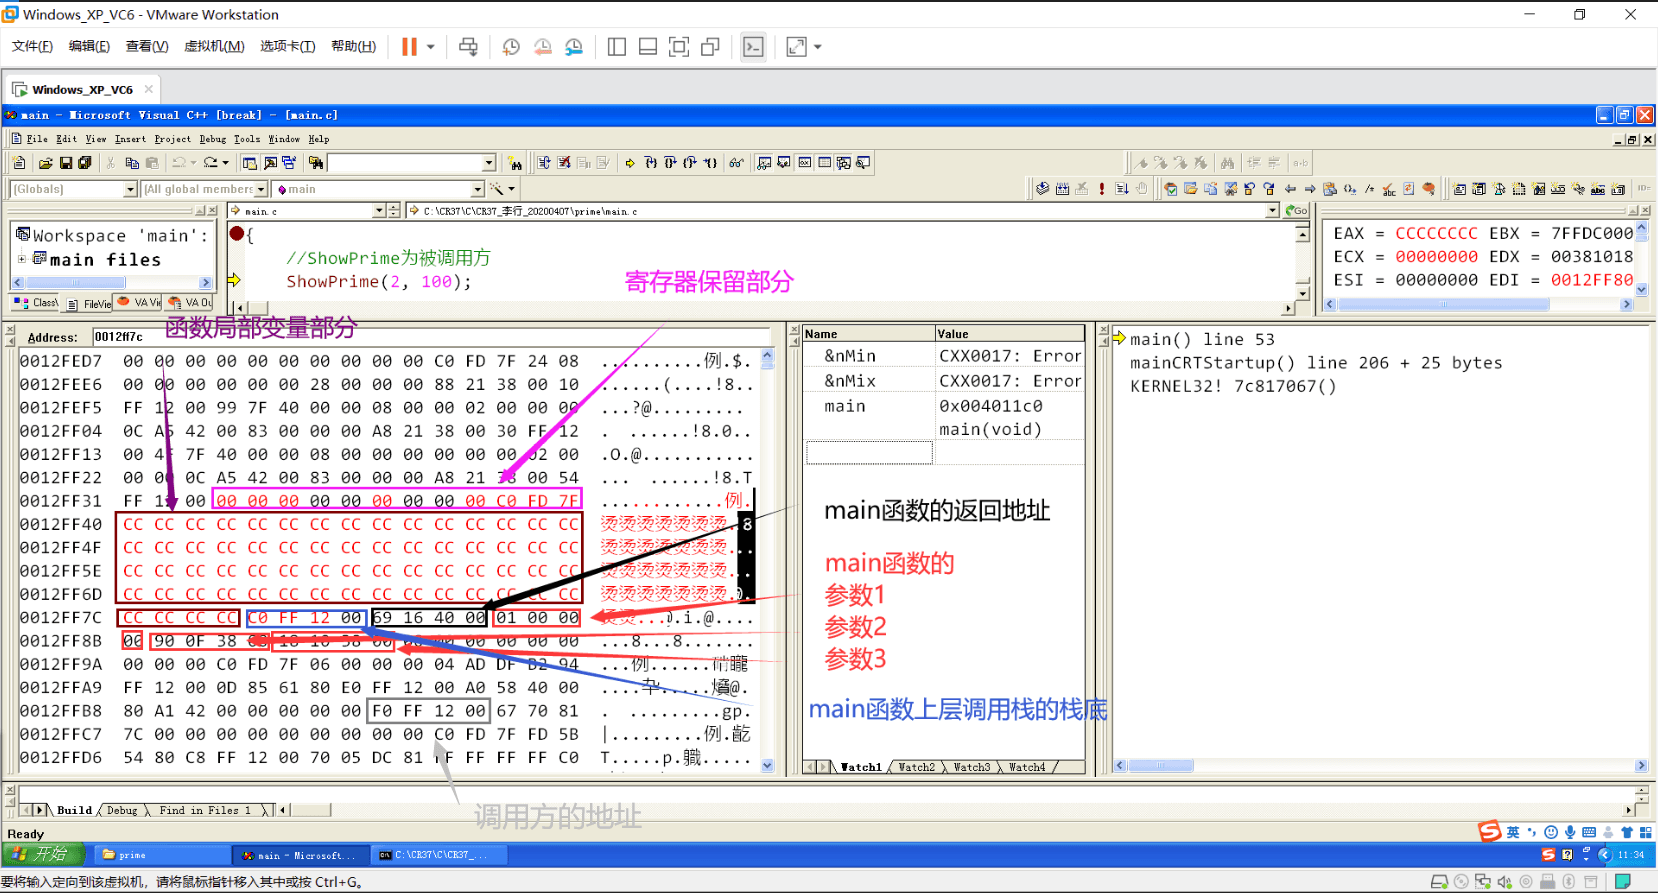 Windows_XP_VC6 - VMware Workstation
文件(F) 编辑(E) 查看(V) 虚拟机(M) 选项卡(T) 帮助(H)
Windows_XP_VC6
main - Microsoft Visual C++ [break] - [main.c]
File Edit View Insert Project Debug Tools Window Help
[Globals] [All global members main
main.c C:\CR37\C\CR37_李行_20200407\prime\main.c Go
Workspace 'main':
main files
Class FileVie VA Vi VA Ou
{
//ShowPrime为被调用方
ShowPrime(2, 100);
寄存器保留部分
EAX = CCCCCCCC EBX = 7FFDC000
ECX = 00000000 EDX = 00381018
ESI = 00000000 EDI = 0012FF80
Address: 0012ff7c
函数局部变量部分
0012FED7 00 00 00 00 00 00 00 00 00 00 C0 FD 7F 24 08 ..........例.$.
0012FEE6 00 00 00 00 00 00 28 00 00 00 88 21 38 00 10 ......(....!8..
0012FEF5 FF 12 00 99 7F 40 00 00 00 08 00 00 02 00 00 00 ...?@.........
0012FF04 0C A5 42 00 83 00 00 00 A8 21 38 00 30 FF 12 . ......!8.0..
0012FF13 00 4F 7F 40 00 00 08 00 00 00 00 00 00 02 00 .O.@...........
0012FF22 00 00 0C A5 42 00 83 00 00 00 A8 21 38 00 54 !8.T
0012FF31 FF 12 00 00 00 00 00 00 00 00 00 00 C0 FD 7F ............例.
0012FF40 CC CC CC CC CC CC CC CC CC CC CC CC CC CC CC 烫烫烫烫烫烫烫.8
0012FF4F CC CC CC CC CC CC CC CC CC CC CC CC CC CC CC 烫烫烫烫烫烫烫...
0012FF5E CC CC CC CC CC CC CC CC CC CC CC CC CC CC CC 烫烫烫烫烫烫烫...
0012FF6D CC CC CC CC CC CC CC CC CC CC CC CC CC CC CC 烫烫烫烫烫烫烫
0012FF7C CC CC CC CC C0 FF 12 00 69 16 40 00 01 00 00 烫烫... .i.@....
0012FF8B 00 90 0F 38 00 18 10 38 00 00 00 00 00 00 00 ...8...8.......
0012FF9A 00 00 00 C0 FD 7F 06 00 00 00 04 AD DF B2 94 ...例......
0012FFA9 FF 12 00 0D 85 61 80 E0 FF 12 00 A0 58 40 00
0012FFB8 80 A1 42 00 00 00 00 00 F0 FF 12 00 67 70 81 . .........gp.
0012FFC7 7C 00 00 00 00 00 00 00 00 00 C0 FD 7F FD 5B |.........例.
0012FFD6 54 80 C8 FF 12 00 70 05 DC 81 FF FF FF FF C0 T.....p.
调用方的地址
Name Value
&nMin CXX0017: Error
&nMix CXX0017: Error
main 0x004011c0
main(void)
main函数的返回地址
main函数的
参数1
参数2
参数3
main函数上层调用栈的栈底
Watch1 Watch2 Watch3 Watch4
main() line 53
mainCRTStartup() line 206 + 25 bytes
KERNEL32! 7c817067()
Build Debug Find in Files 1
Ready
英
开始 prime main - Microsoft... C:\CR37\C\CR37_... 11:34
要将输入定向到该虚拟机，请将鼠标指针移入其中或按 Ctrl+G。